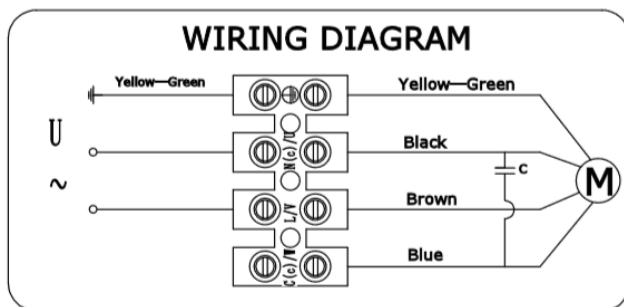 WIRING DIAGRAM
Yellow—Green
Yellow—Green
U
~
N(c)/U
Black
C
M
L/V
Brown
C(c)/W
Blue